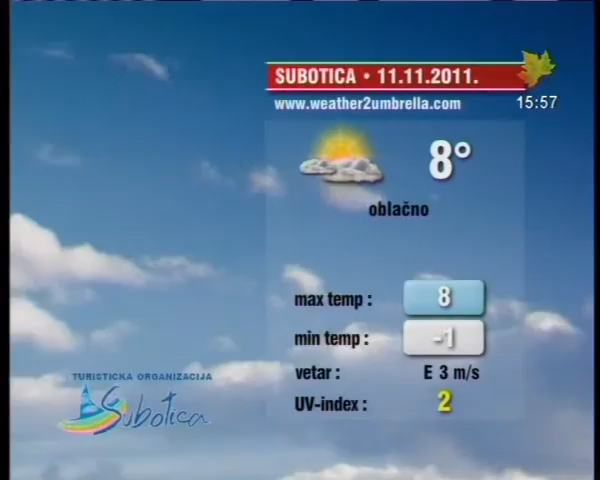 SUBOTICA • 11.11.2011.
www.weather2umbrella.com
15:57
8°
oblačno
max temp : 8
min temp : -1
vetar : E 3 m/s
UV-index : 2
TURISTICKA ORGANIZACIJA
Subotica